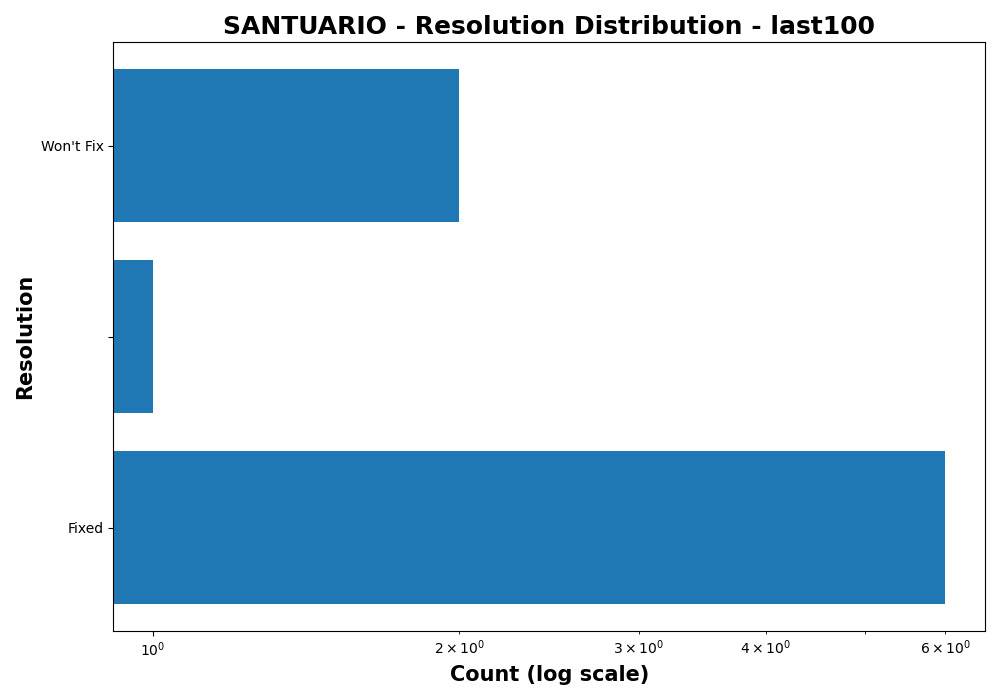 SANTUARIO - Resolution Distribution - last100
Resolution
Won't Fix
Fixed
10⁰
2 × 10⁰
3 × 10⁰
4 × 10⁰
6 × 10⁰
Count (log scale)